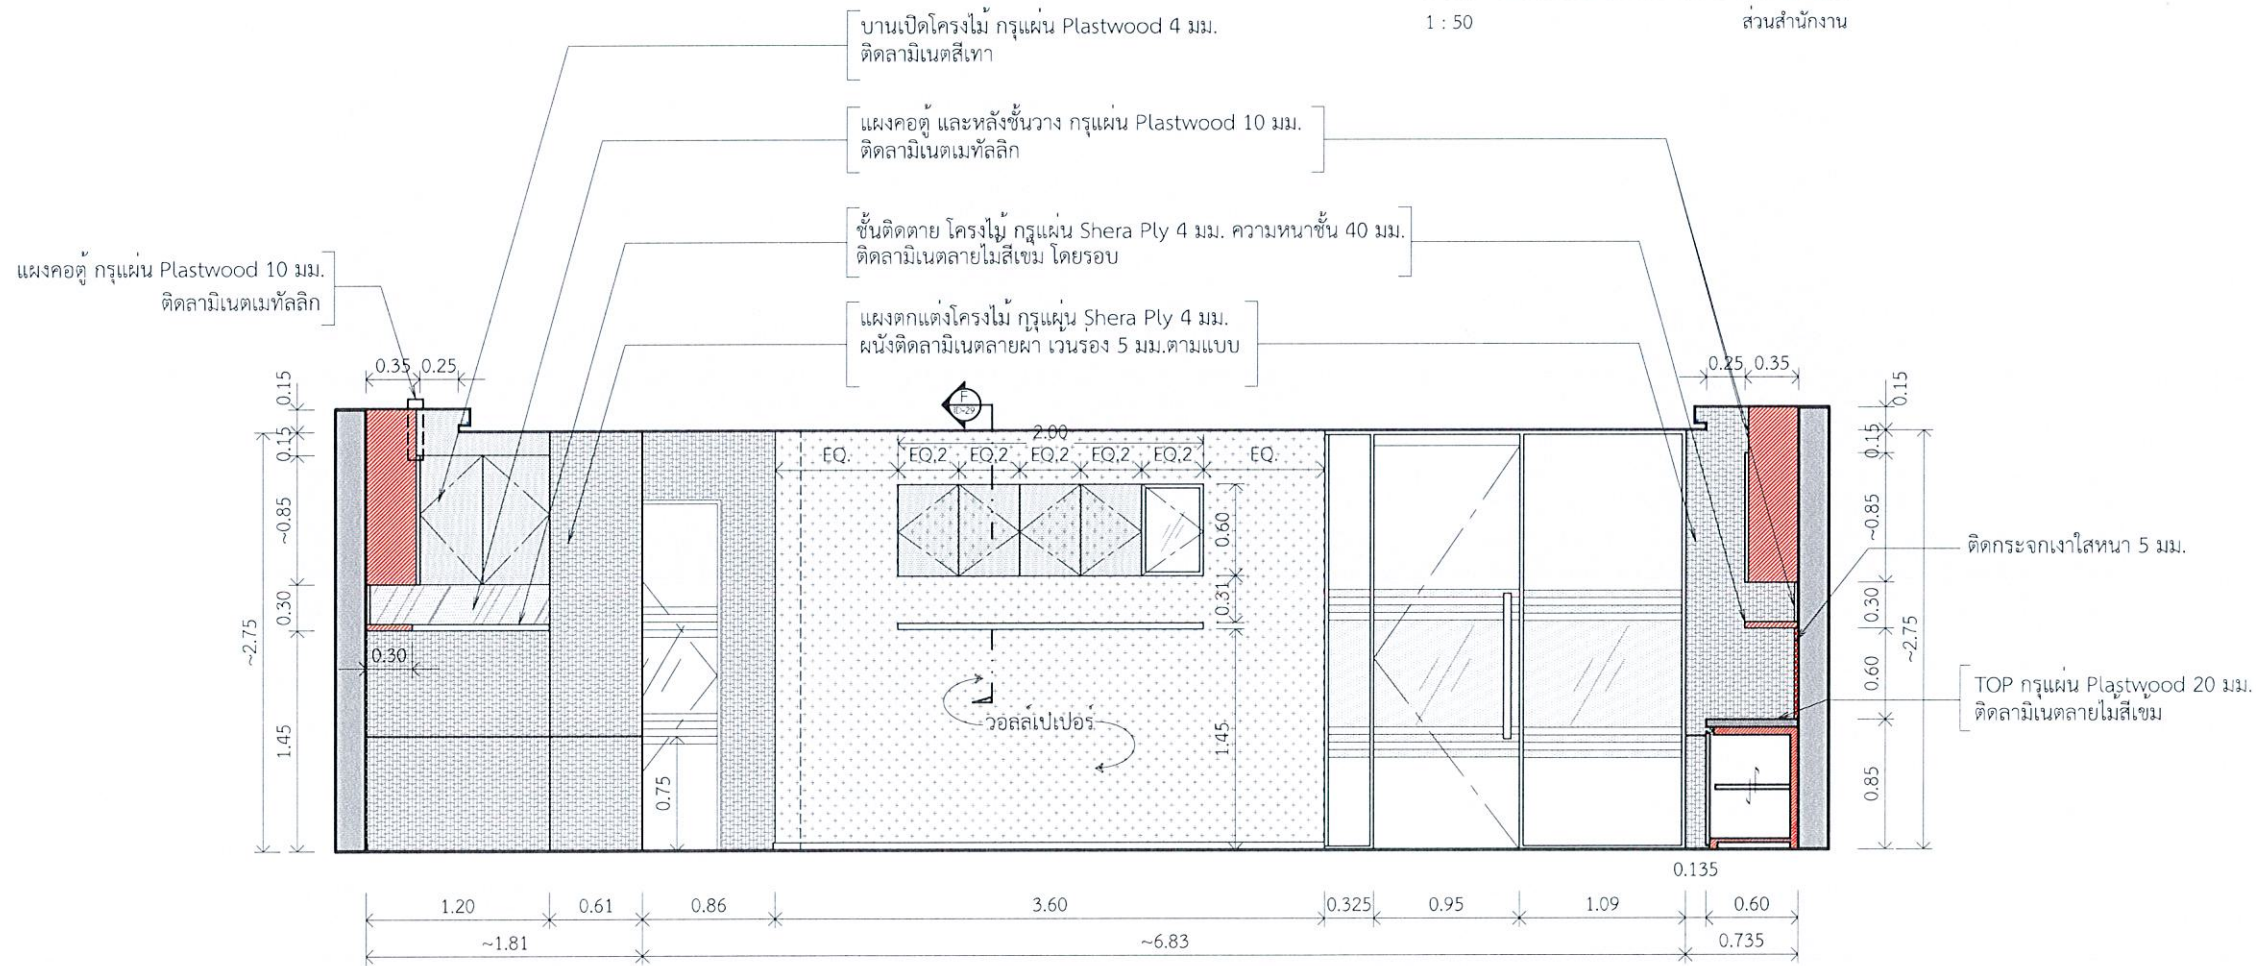 บานเปิดโครงไม้ กรุแผ่น Plastwood 4 มม.
ติดลามิเนตสีเทา
1 : 50
ส่วนสำนักงาน
แผงคอตู้ และหลังชั้นวาง กรุแผ่น Plastwood 10 มม.
ติดลามิเนตเมทัลลิก
ชั้นติดตาย โครงไม้ กรุแผ่น Shera Ply 4 มม. ความหนาชั้น 40 มม.
ติดลามิเนตลายไม้สีเข้ม โดยรอบ
แผงคอตู้ กรุแผ่น Plastwood 10 มม.
ติดลามิเนตเมทัลลิก
แผงตกแต่งโครงไม้ กรุแผ่น Shera Ply 4 มม.
ผนังติดลามิเนตลายผ้า เว้นร่อง 5 มม.ตามแบบ
0.35 0.25
0.15
0.15
~0.85
0.30
1.45
~2.75
0.30
0.75
F
ID-29
2.00
EQ. EQ.2 EQ.2 EQ.2 EQ.2 EQ.2 EQ.
0.60
0.31
1.45
วอลล์เปเปอร์
0.25 0.35
0.15
0.15
~0.85
0.30
0.60
0.85
~2.75
ติดกระจกเงาใสหนา 5 มม.
TOP กรุแผ่น Plastwood 20 มม.
ติดลามิเนตลายไม้สีเข้ม
0.135
1.20 0.61 0.86 3.60 0.325 0.95 1.09 0.60
~1.81 ~6.83 0.735